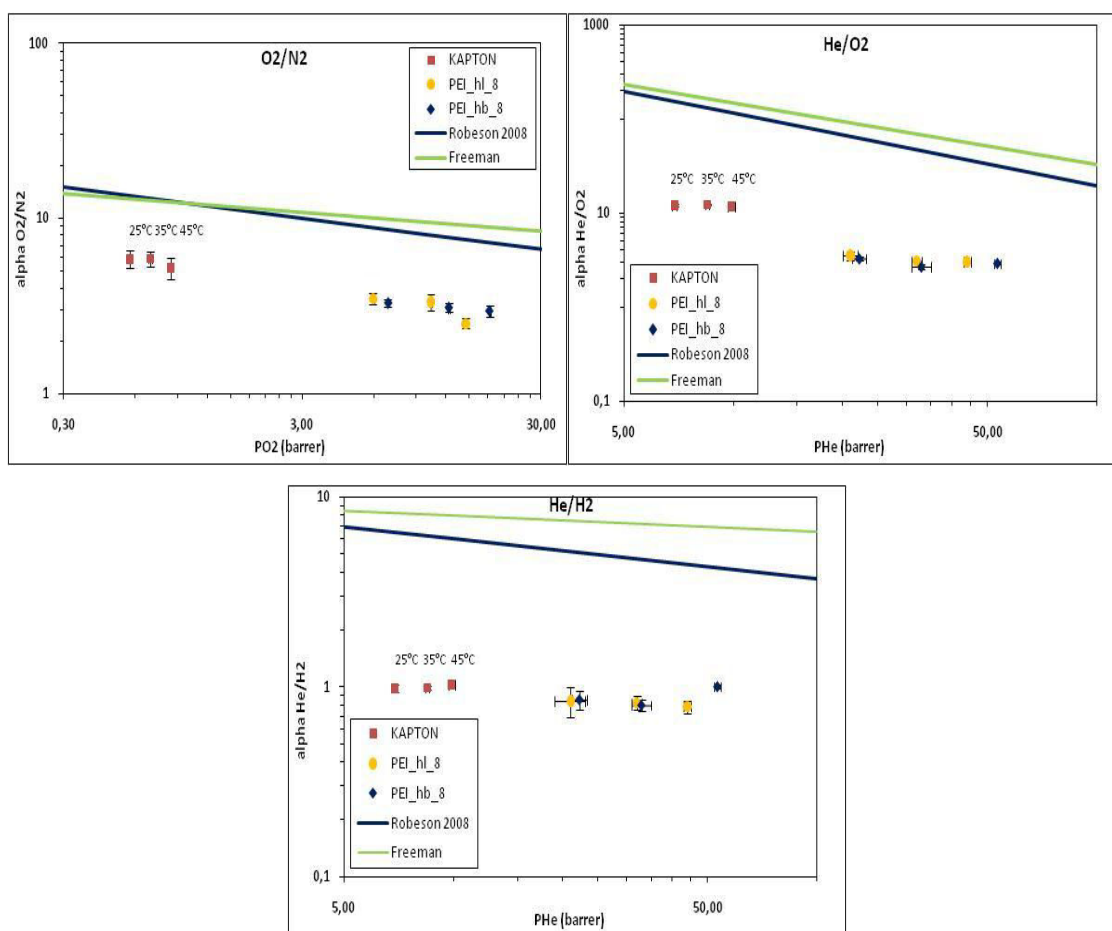 O2/N2
100
10
1
alpha O2/N2
KAPTON
PEI_hl_8
PEI_hb_8
Robeson 2008
Freeman
25°C 35°C 45°C
0,30
3,00
30,00
PO2 (barrer)
He/O2
1000
10
0,1
alpha He/O2
25°C 35°C 45°C
KAPTON
PEI_hl_8
PEI_hb_8
Robeson 2008
Freeman
5,00
50,00
PHe (barrer)
He/H2
10
1
0,1
alpha He/H2
25°C 35°C 45°C
KAPTON
PEI_hl_8
PEI_hb_8
Robeson 2008
Freeman
5,00
50,00
PHe (barrer)